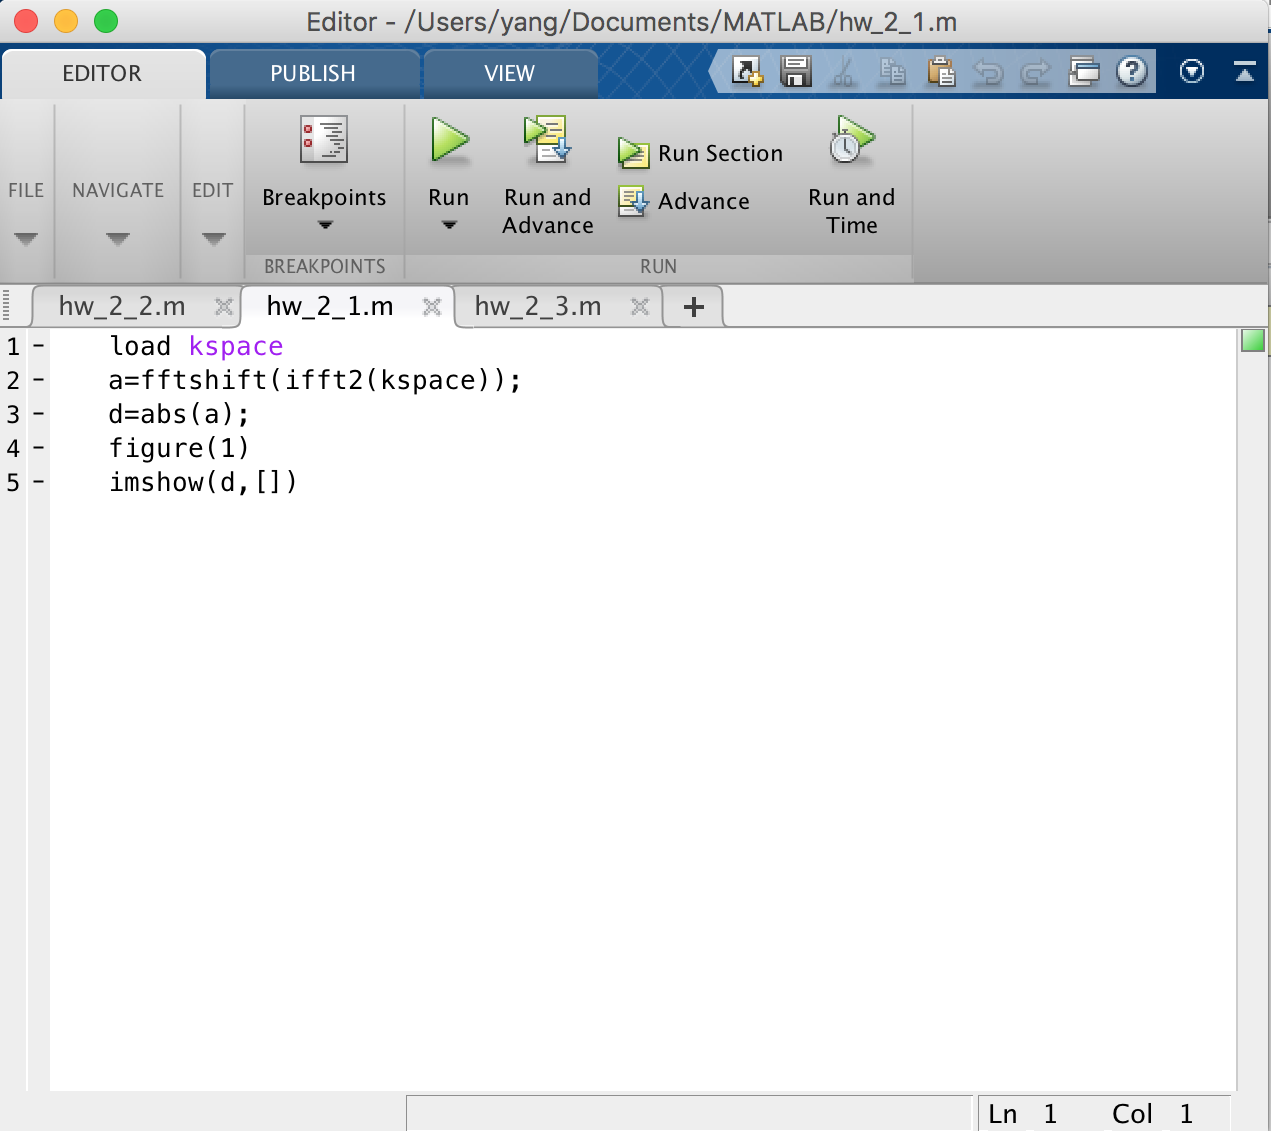 Editor - /Users/yang/Documents/MATLAB/hw_2_1.m
EDITOR PUBLISH VIEW
FILE NAVIGATE EDIT Breakpoints Run Run and Advance Run Section Advance Run and Time
BREAKPOINTS RUN
hw_2_2.m hw_2_1.m hw_2_3.m +
1 - load kspace
2 - a=fftshift(ifft2(kspace));
3 - d=abs(a);
4 - figure(1)
5 - imshow(d,[])
Ln 1 Col 1